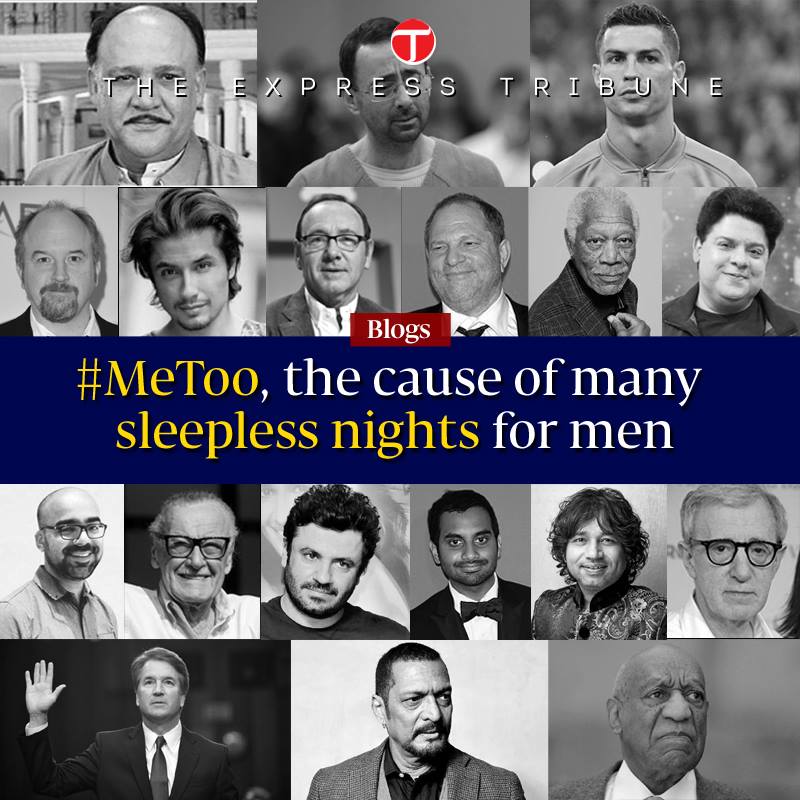 T
THE EXPRESS TRIBUNE
Blogs
#MeToo, the cause of many
sleepless nights for men